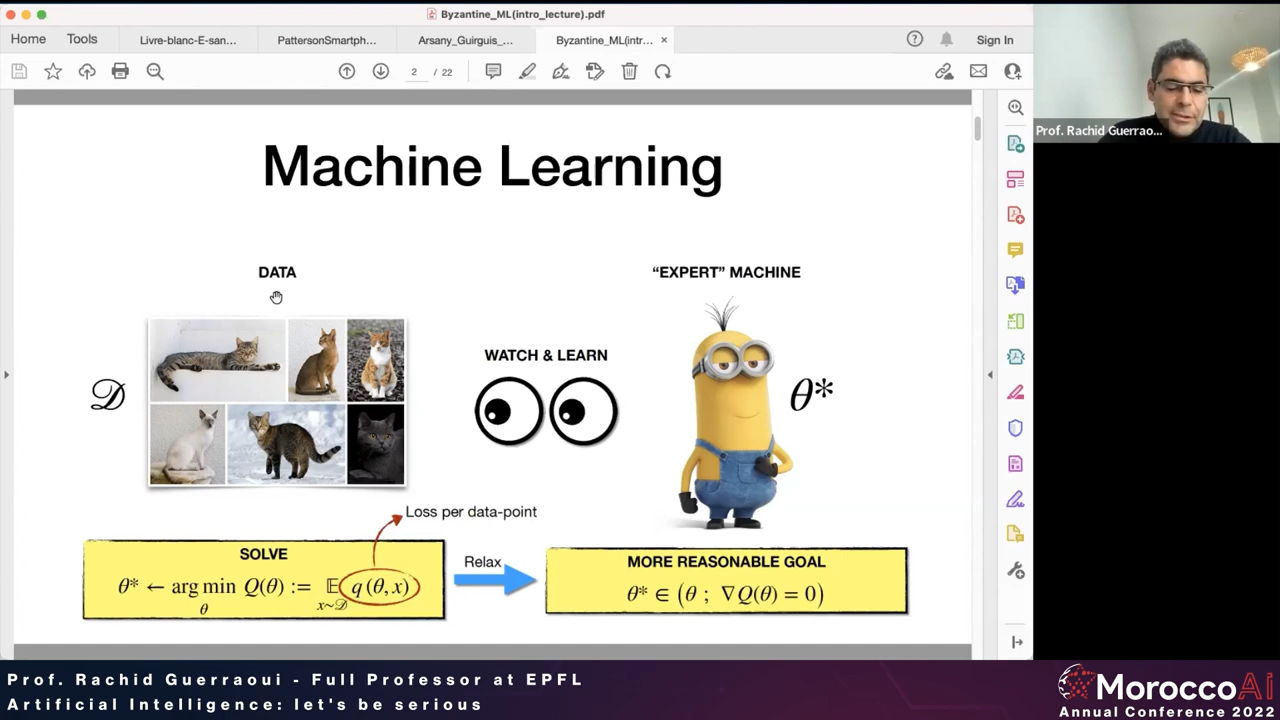 Byzantine_ML(intro_lecture).pdf
Home
Tools
Livre-blanc-E-san...
PattersonSmartph...
Arsany_Guirguis_...
Byzantine_ML(intr...
×
Sign In
2 / 22
Prof. Rachid Guerrao...
Machine Learning
DATA
"EXPERT" MACHINE
WATCH & LEARN
𝒟
θ*
Loss per data-point
SOLVE
θ* ← arg min Q(θ) := 𝔼 q(θ, x)
θ
x~𝒟
Relax
MORE REASONABLE GOAL
θ* ∈ (θ ; ∇Q(θ) = 0)
Prof. Rachid Guerraoui - Full Professor at EPFL
Artificial Intelligence: let's be serious
MoroccoAi
Annual Conference 2022